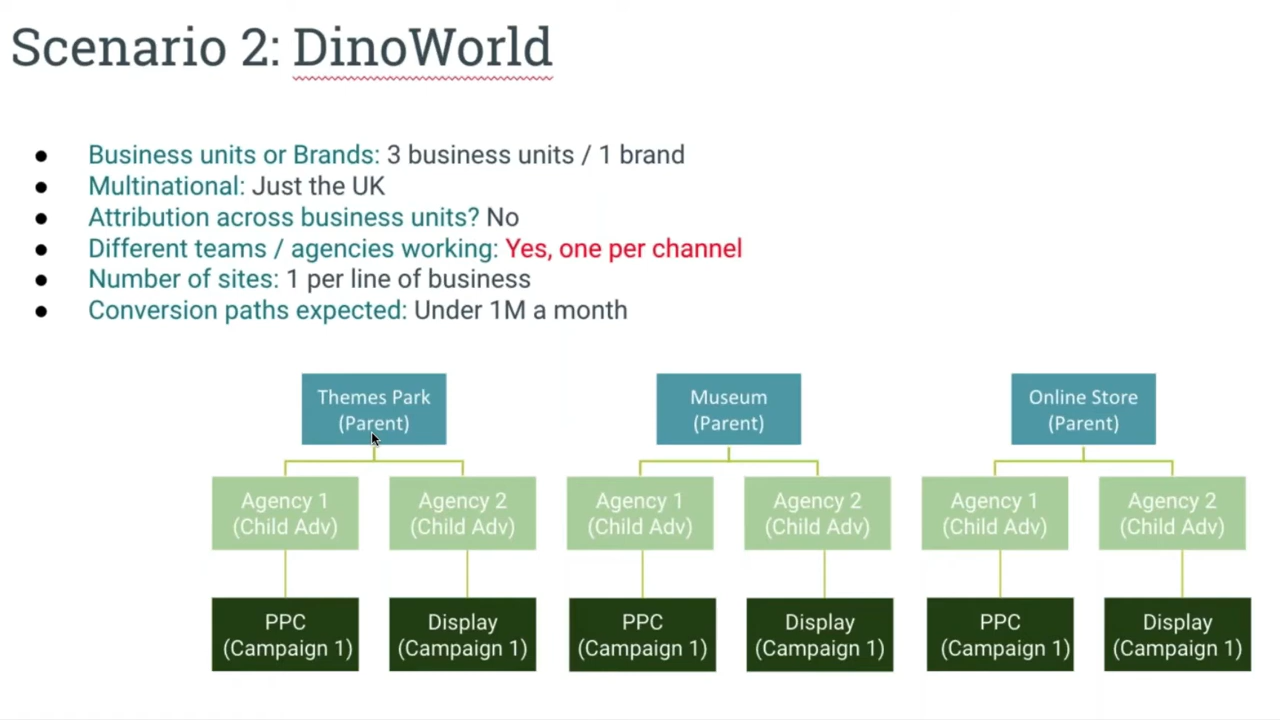 Scenario 2: DinoWorld
● Business units or Brands: 3 business units / 1 brand
● Multinational: Just the UK
● Attribution across business units? No
● Different teams / agencies working: Yes, one per channel
● Number of sites: 1 per line of business
● Conversion paths expected: Under 1M a month
Themes Park
(Parent)
Museum
(Parent)
Online Store
(Parent)
Agency 1
(Child Adv)
Agency 2
(Child Adv)
Agency 1
(Child Adv)
Agency 2
(Child Adv)
Agency 1
(Child Adv)
Agency 2
(Child Adv)
PPC
(Campaign 1)
Display
(Campaign 1)
PPC
(Campaign 1)
Display
(Campaign 1)
PPC
(Campaign 1)
Display
(Campaign 1)